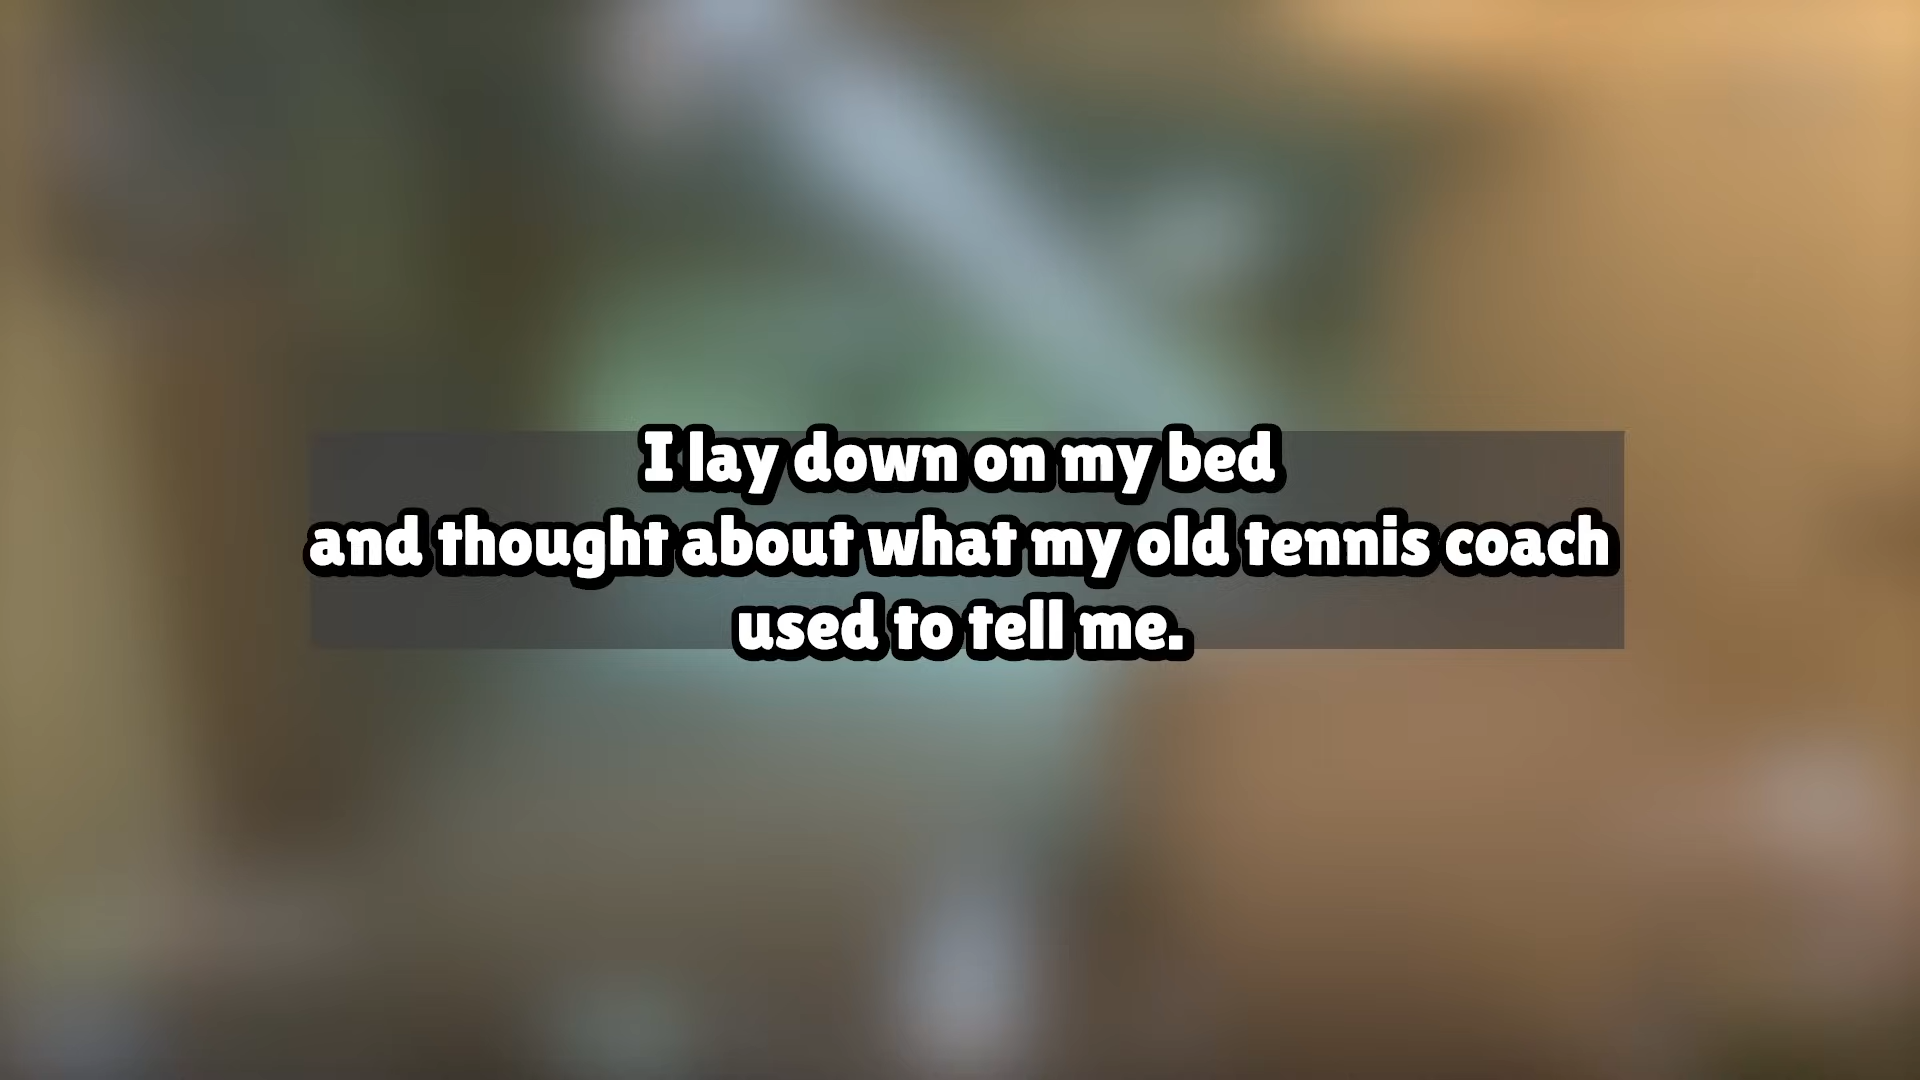 I lay down on my bed
and thought about what my old tennis coach
used to tell me.